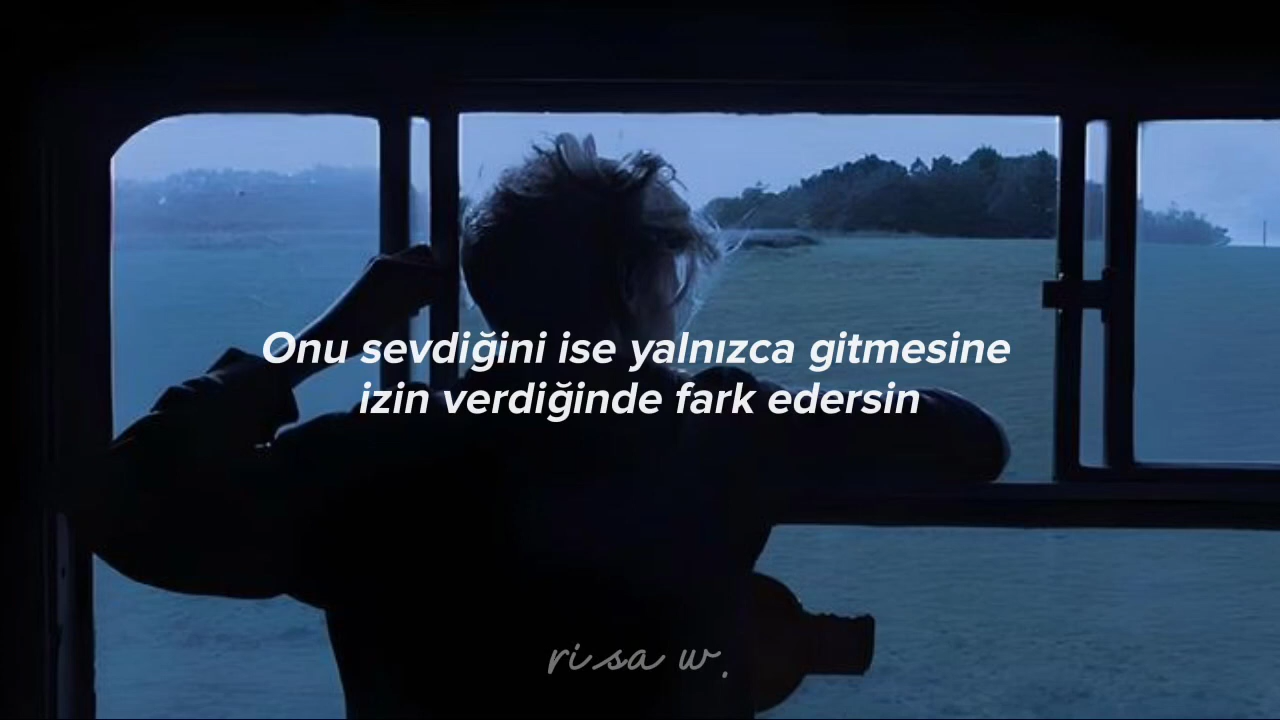 Onu sevdiğini ise yalnızca gitmesine
izin verdiğinde fark edersin
risa w.